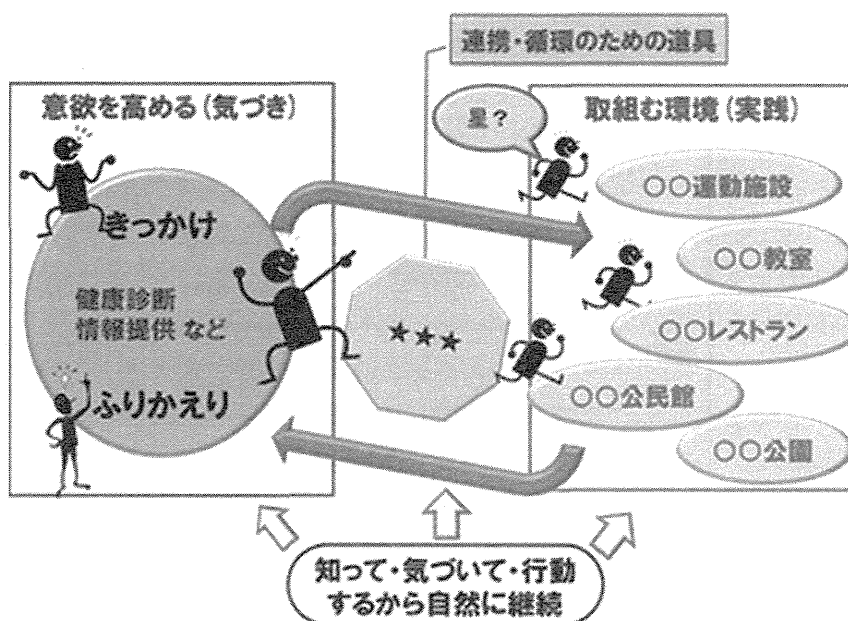 連携・循環のための道具
意欲を高める(気づき)
きっかけ
健康診断
情報提供 など
ふりかえり
★★★
星?
取組む環境(実践)
○○運動施設
○○教室
○○レストラン
○○公民館
○○公園
知って・気づいて・行動
するから自然に継続